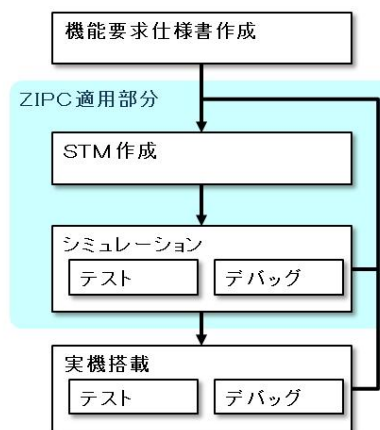 機能要求仕様書作成
ZIPC適用部分
STM作成
シミュレーション
テスト
デバッグ
実機搭載
テスト
デバッグ